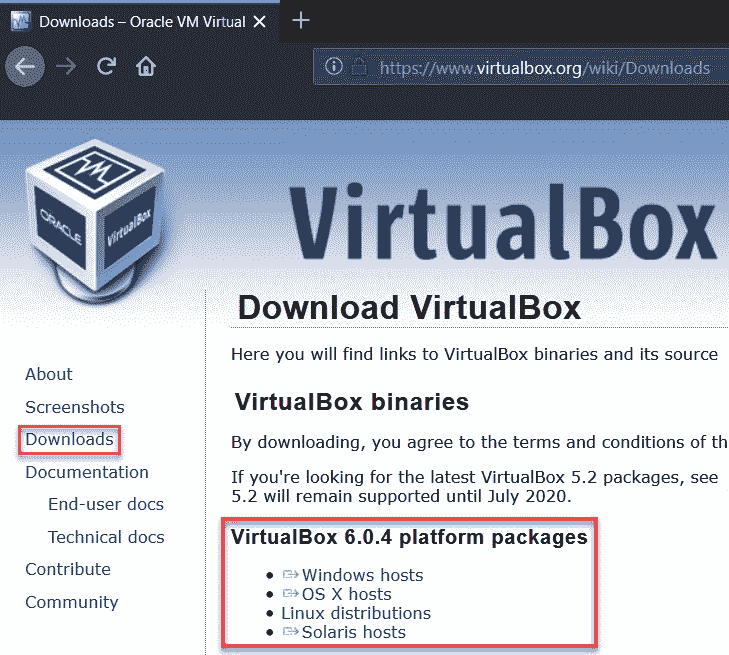 Downloads – Oracle VM Virtual
https://www.virtualbox.org/wiki/Downloads
ORACLE
VirtualBox
VirtualBox
Download VirtualBox
Here you will find links to VirtualBox binaries and its source
About
Screenshots
Downloads
Documentation
End-user docs
Technical docs
Contribute
Community
VirtualBox binaries
By downloading, you agree to the terms and conditions of th
If you're looking for the latest VirtualBox 5.2 packages, see
5.2 will remain supported until July 2020.
VirtualBox 6.0.4 platform packages
Windows hosts
OS X hosts
Linux distributions
Solaris hosts